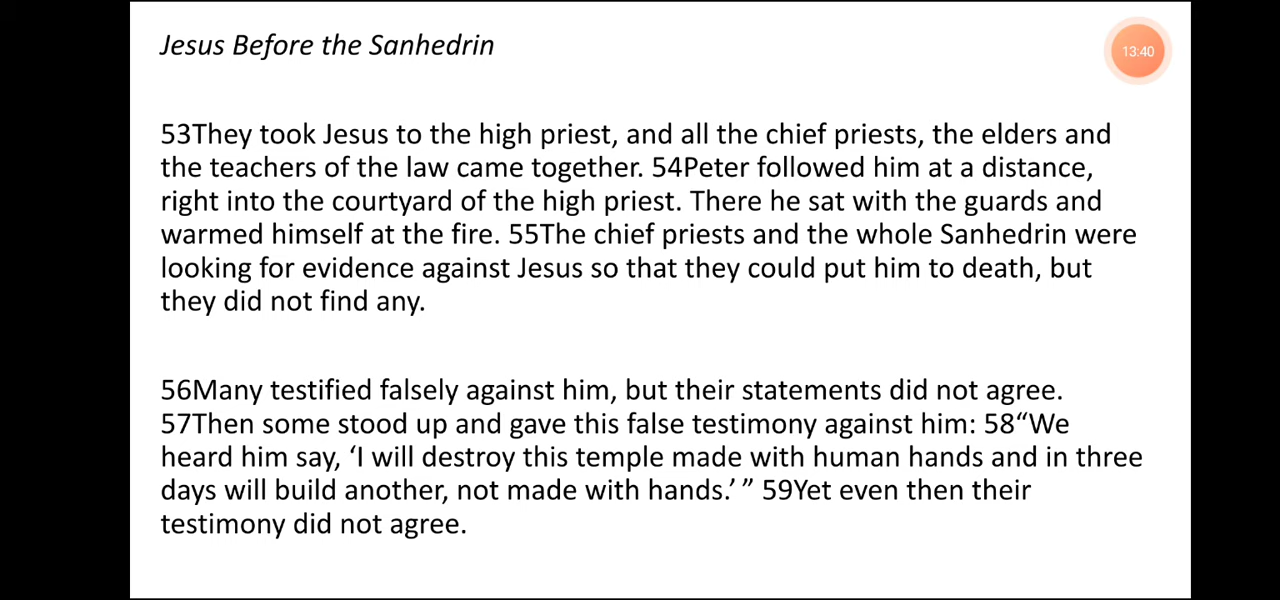 Jesus Before the Sanhedrin
13:40
53They took Jesus to the high priest, and all the chief priests, the elders and
the teachers of the law came together. 54Peter followed him at a distance,
right into the courtyard of the high priest. There he sat with the guards and
warmed himself at the fire. 55The chief priests and the whole Sanhedrin were
looking for evidence against Jesus so that they could put him to death, but
they did not find any.
56Many testified falsely against him, but their statements did not agree.
57Then some stood up and gave this false testimony against him: 58“We
heard him say, ‘I will destroy this temple made with human hands and in three
days will build another, not made with hands.’ ” 59Yet even then their
testimony did not agree.